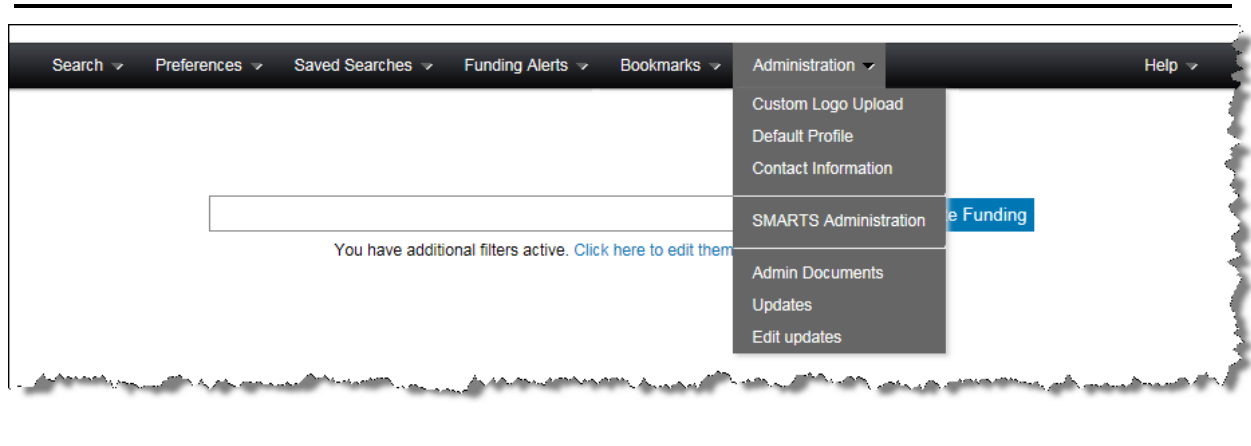 Search Preferences Saved Searches Funding Alerts Bookmarks Administration Help
Custom Logo Upload
Default Profile
Contact Information
SMARTS Administration
e Funding
You have additional filters active. Click here to edit them
Admin Documents
Updates
Edit updates